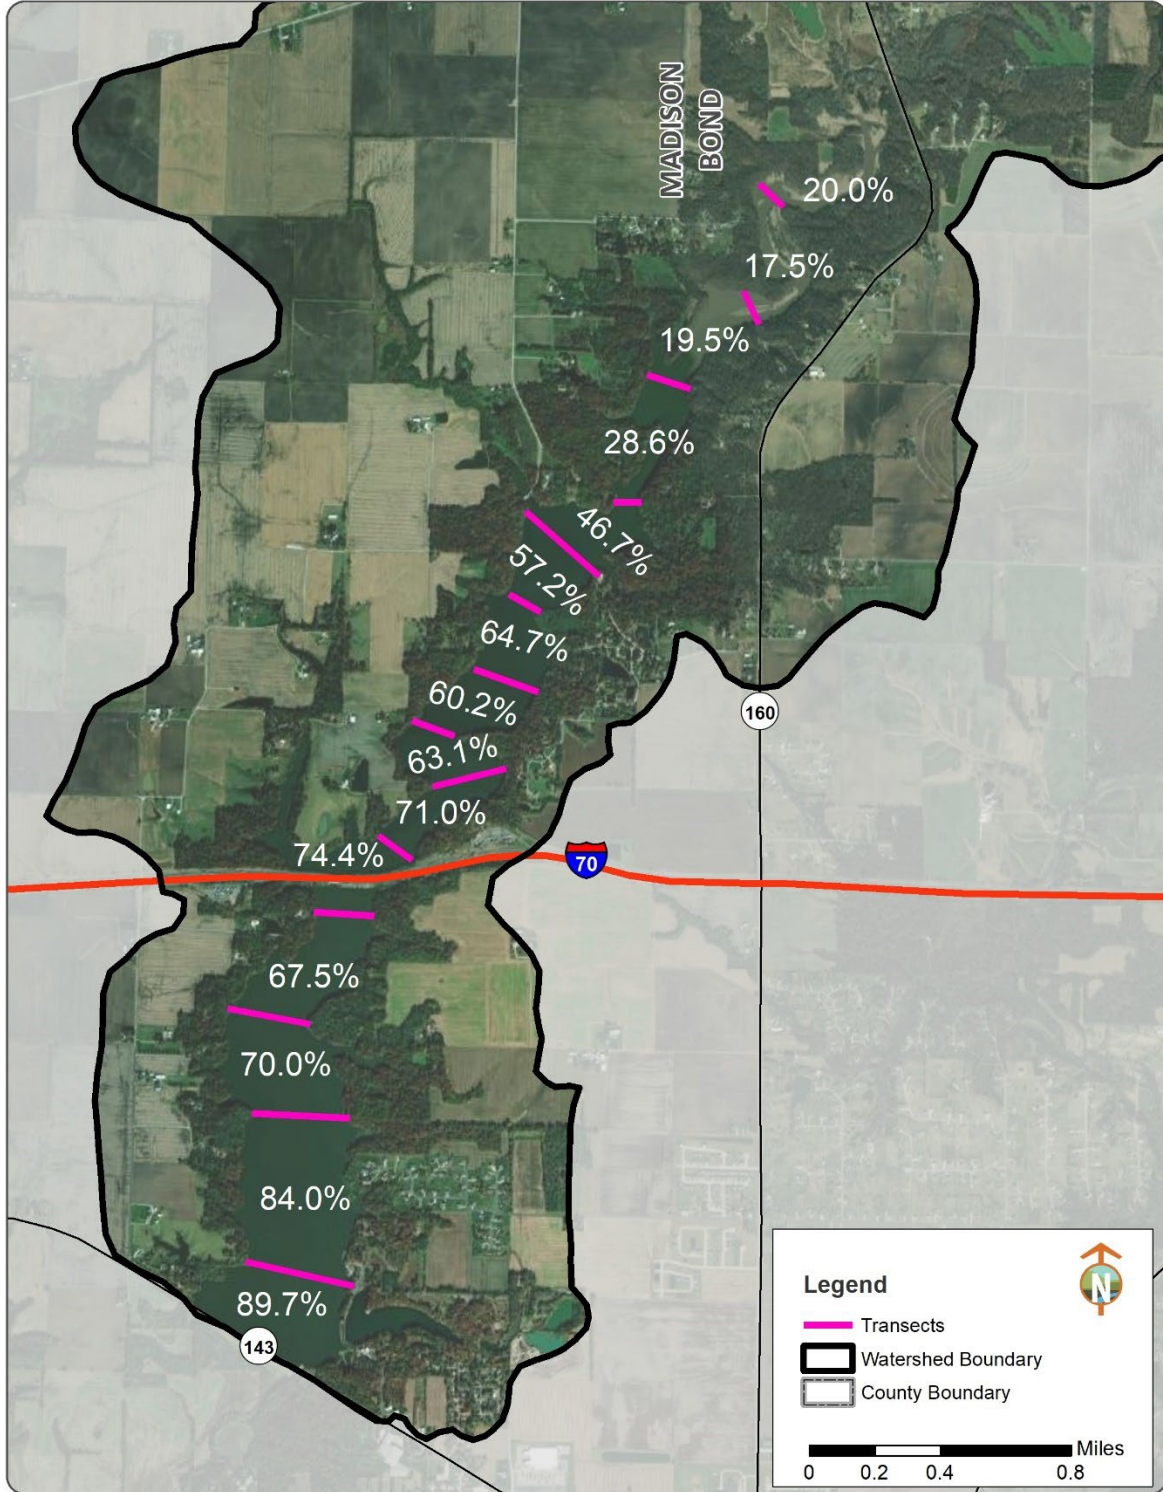 MADISON
BOND
20.0%
17.5%
19.5%
28.6%
46.7%
57.2%
64.7%
60.2%
63.1%
71.0%
74.4%
67.5%
70.0%
84.0%
89.7%
160
70
143
Legend
N
Transects
Watershed Boundary
County Boundary
Miles
0 0.2 0.4 0.8